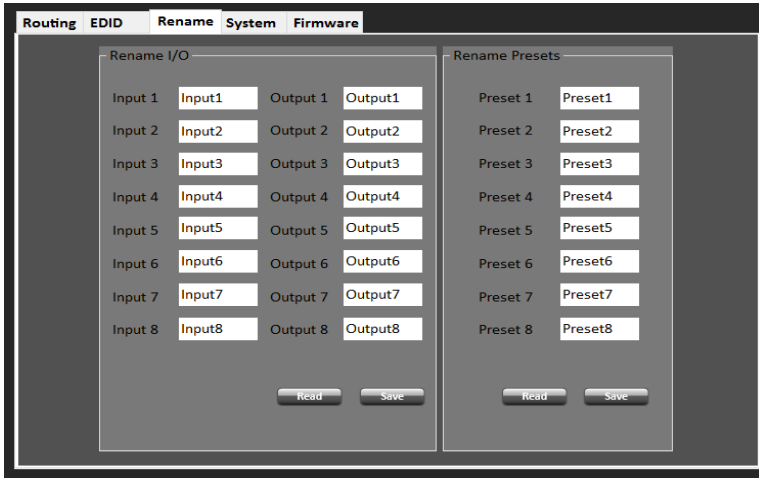 Routing EDID Rename System Firmware
Rename I/O Rename Presets
Input 1 Input1 Output 1 Output1 Preset 1 Preset1
Input 2 Input2 Output 2 Output2 Preset 2 Preset2
Input 3 Input3 Output 3 Output3 Preset 3 Preset3
Input 4 Input4 Output 4 Output4 Preset 4 Preset4
Input 5 Input5 Output 5 Output5 Preset 5 Preset5
Input 6 Input6 Output 6 Output6 Preset 6 Preset6
Input 7 Input7 Output 7 Output7 Preset 7 Preset7
Input 8 Input8 Output 8 Output8 Preset 8 Preset8
Read Save Read Save